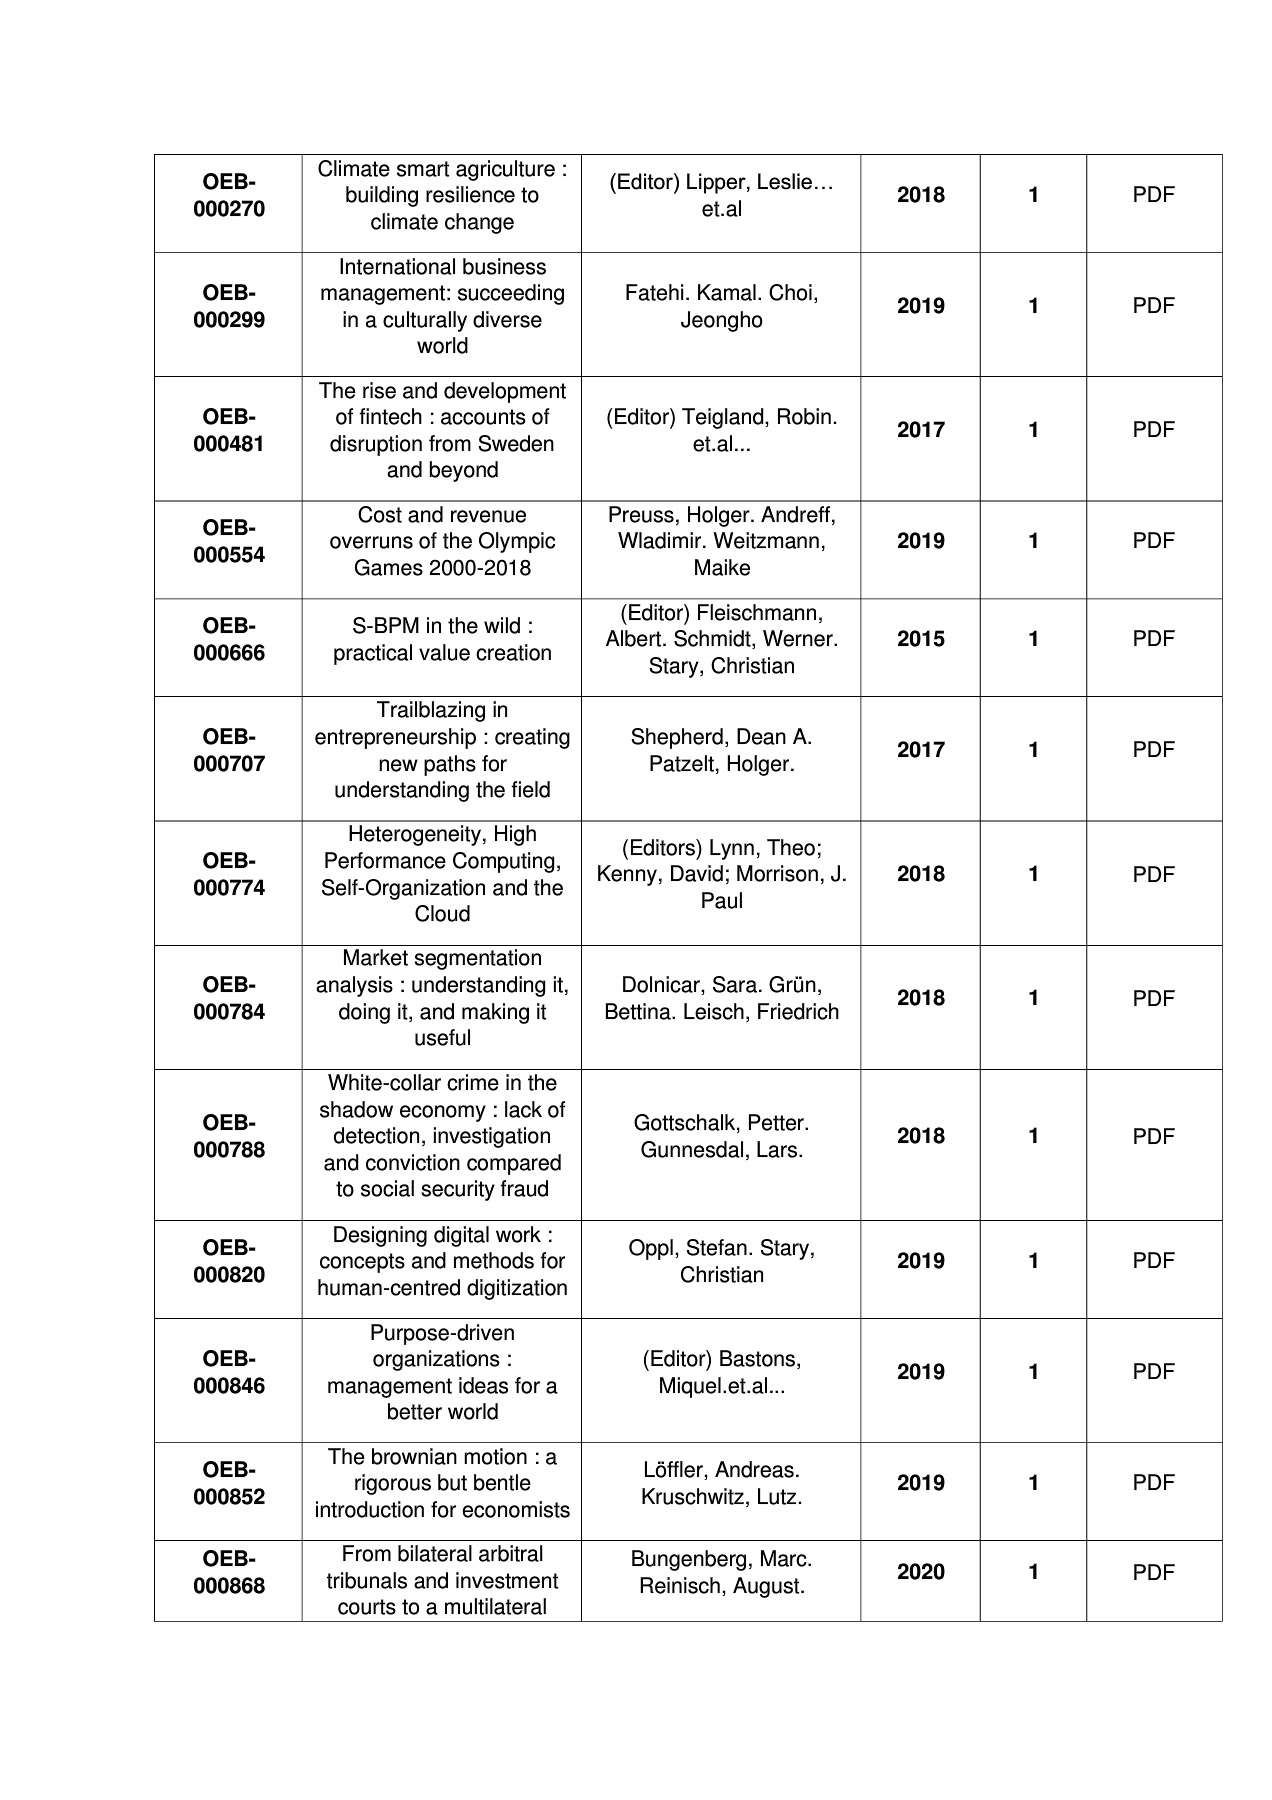 OEB-
000270
Climate smart agriculture :
building resilience to
climate change
(Editor) Lipper, Leslie…
et.al
2018
1
PDF
OEB-
000299
International business
management: succeeding
in a culturally diverse
world
Fatehi. Kamal. Choi,
Jeongho
2019
1
PDF
OEB-
000481
The rise and development
of fintech : accounts of
disruption from Sweden
and beyond
(Editor) Teigland, Robin.
et.al...
2017
1
PDF
OEB-
000554
Cost and revenue
overruns of the Olympic
Games 2000-2018
Preuss, Holger. Andreff,
Wladimir. Weitzmann,
Maike
2019
1
PDF
OEB-
000666
S-BPM in the wild :
practical value creation
(Editor) Fleischmann,
Albert. Schmidt, Werner.
Stary, Christian
2015
1
PDF
OEB-
000707
Trailblazing in
entrepreneurship : creating
new paths for
understanding the field
Shepherd, Dean A.
Patzelt, Holger.
2017
1
PDF
OEB-
000774
Heterogeneity, High
Performance Computing,
Self-Organization and the
Cloud
(Editors) Lynn, Theo;
Kenny, David; Morrison, J.
Paul
2018
1
PDF
OEB-
000784
Market segmentation
analysis : understanding it,
doing it, and making it
useful
Dolnicar, Sara. Grün,
Bettina. Leisch, Friedrich
2018
1
PDF
OEB-
000788
White-collar crime in the
shadow economy : lack of
detection, investigation
and conviction compared
to social security fraud
Gottschalk, Petter.
Gunnesdal, Lars.
2018
1
PDF
OEB-
000820
Designing digital work :
concepts and methods for
human-centred digitization
Oppl, Stefan. Stary,
Christian
2019
1
PDF
OEB-
000846
Purpose-driven
organizations :
management ideas for a
better world
(Editor) Bastons,
Miquel.et.al...
2019
1
PDF
OEB-
000852
The brownian motion : a
rigorous but bentle
introduction for economists
Löffler, Andreas.
Kruschwitz, Lutz.
2019
1
PDF
OEB-
000868
From bilateral arbitral
tribunals and investment
courts to a multilateral
Bungenberg, Marc.
Reinisch, August.
2020
1
PDF